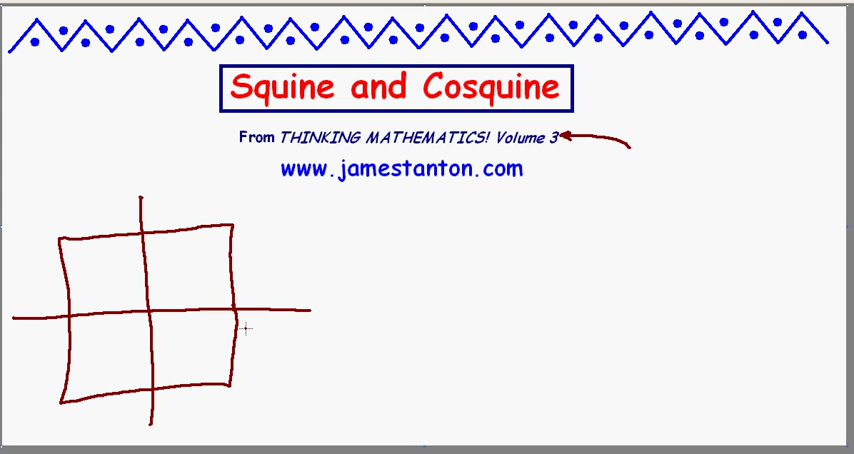 Squine and Cosquine
From THINKING MATHEMATICS! Volume 3
www.jamestanton.com